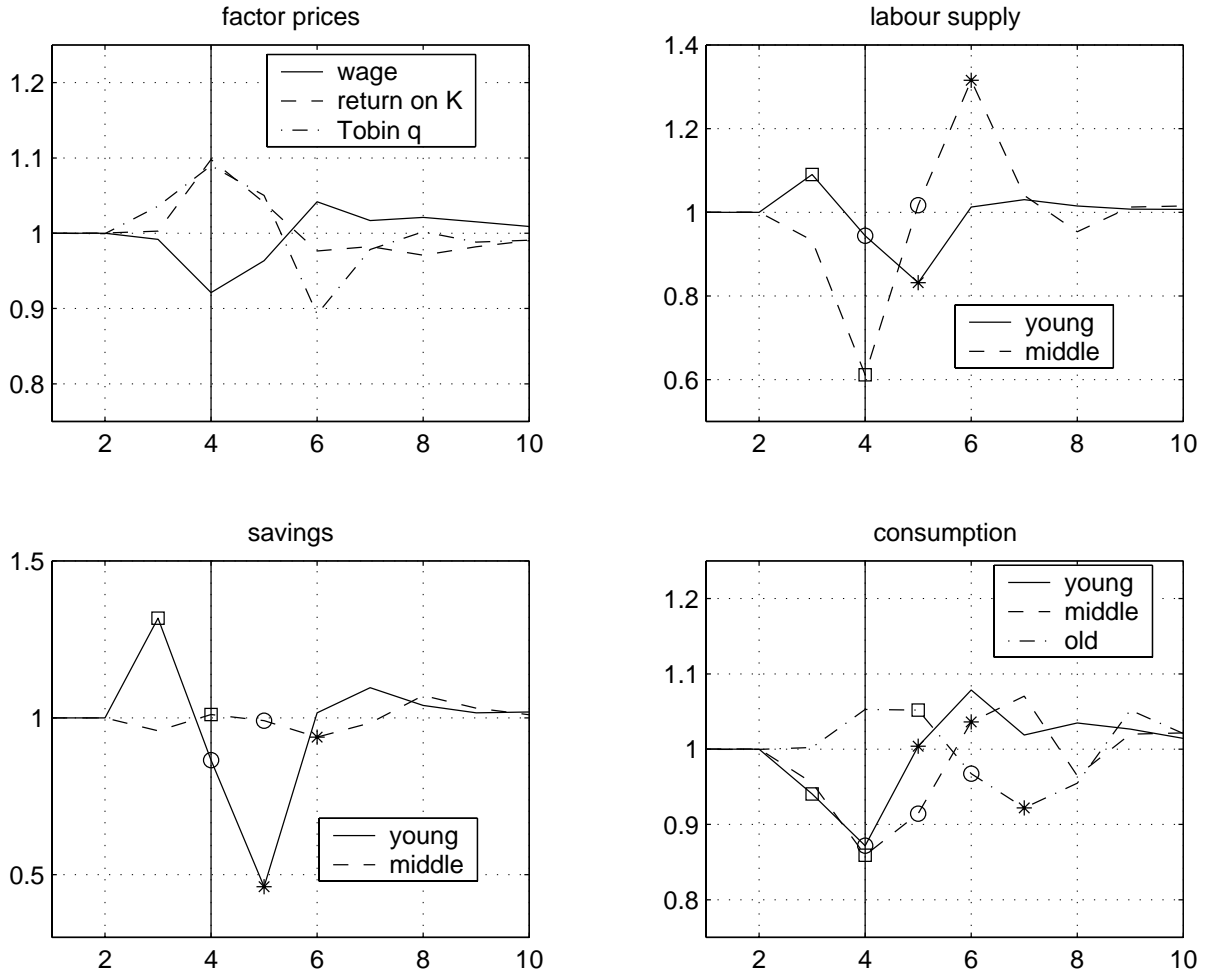 factor prices
1.2
1.1
1
0.9
0.8
2 4 6 8 10
wage
return on K
Tobin q
labour supply
1.4
1.2
1
0.8
0.6
2 4 6 8 10
young
middle
savings
1.5
1
0.5
2 4 6 8 10
young
middle
consumption
1.2
1.1
1
0.9
0.8
2 4 6 8 10
young
middle
old